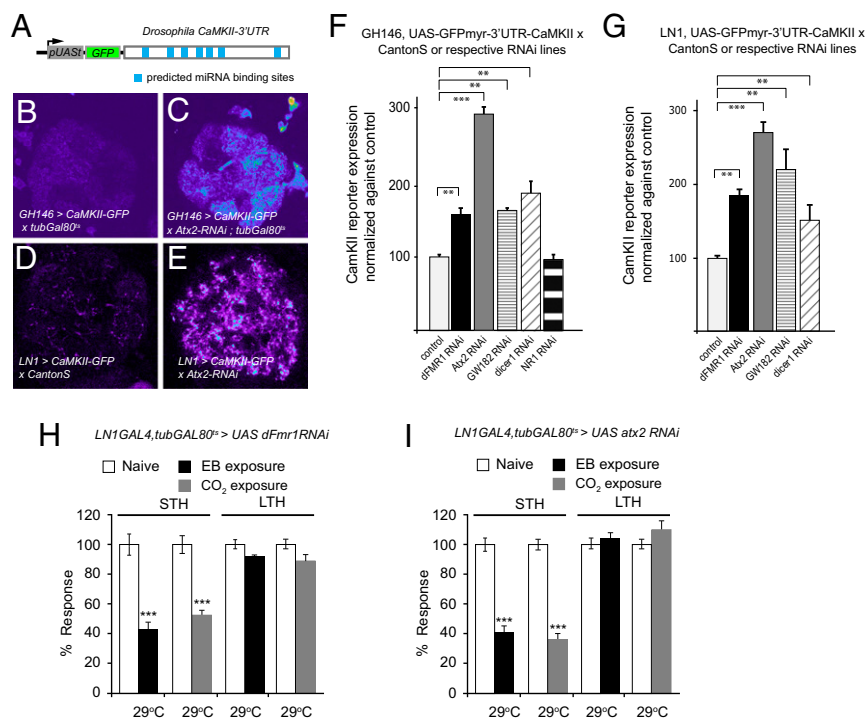 A
Drosophila CaMKII-3'UTR
pUASt
GFP
predicted miRNA binding sites
B
GH146 > CaMKII-GFP
x tubGal80ts
C
GH146 > CaMKII-GFP
x Atx2-RNAi ; tubGal80ts
D
LN1 > CaMKII-GFP
x CantonS
E
LN1 > CaMKII-GFP
x Atx2-RNAi
F
GH146, UAS-GFPmyr-3'UTR-CaMKII x
CantonS or respective RNAi lines
CamKII reporter expression
normalized against control
300
200
100
**
**
***
**
control
dFMR1 RNAi
Atx2 RNAi
GW182 RNAi
dicer1 RNAi
NR1 RNAi
G
LN1, UAS-GFPmyr-3'UTR-CaMKII x
CantonS or respective RNAi lines
CamKII reporter expression
normalized against control
300
200
100
**
**
***
**
control
dFMR1 RNAi
Atx2 RNAi
GW182 RNAi
dicer1 RNAi
H
LN1GAL4,tubGAL80ts > UAS dFmr1RNAi
Naive
EB exposure
CO2 exposure
STH
LTH
% Response
120
100
80
60
40
20
0
***
***
29°C
29°C
29°C
29°C
I
LN1GAL4,tubGAL80ts > UAS atx2 RNAi
Naive
EB exposure
CO2 exposure
STH
LTH
% Response
120
100
80
60
40
20
0
***
***
29°C
29°C
29°C
29°C